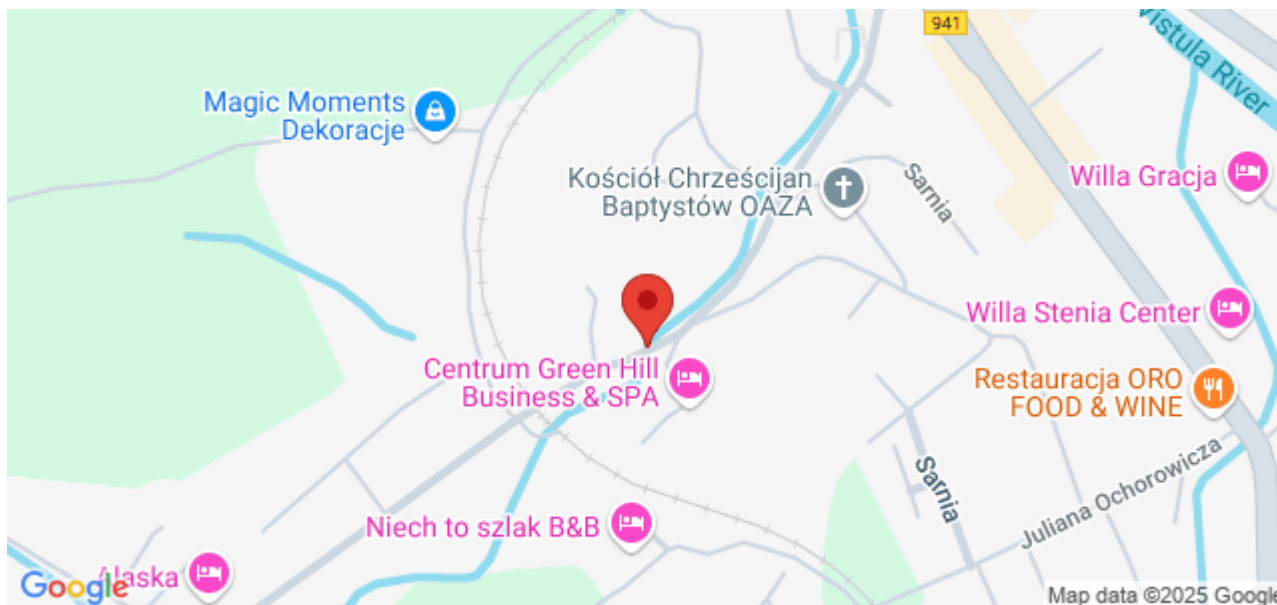 941
Vistula River
Magic Moments
Dekoracje
Kościół Chrześcijan
Baptystów OAZA
Sarnia
Willa Gracja
Willa Stenia Center
Centrum Green Hill
Business & SPA
Restauracja ORO
FOOD & WINE
Sarnia
Juliana Ochorowicza
Niech to szlak B&B
Alaska
Google
Map data ©2025 Google